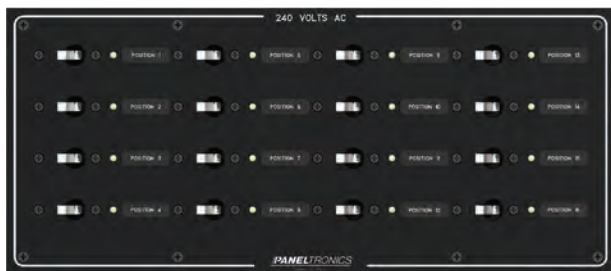 240 VOLTS AC
POSITION 1
POSITION 5
POSITION 9
POSITION 13
POSITION 2
POSITION 6
POSITION 10
POSITION 14
POSITION 3
POSITION 7
POSITION
POSITION 15
POSITION 4
POSITION 8
POSITION 12
POSITION 16
PANELTRONICS